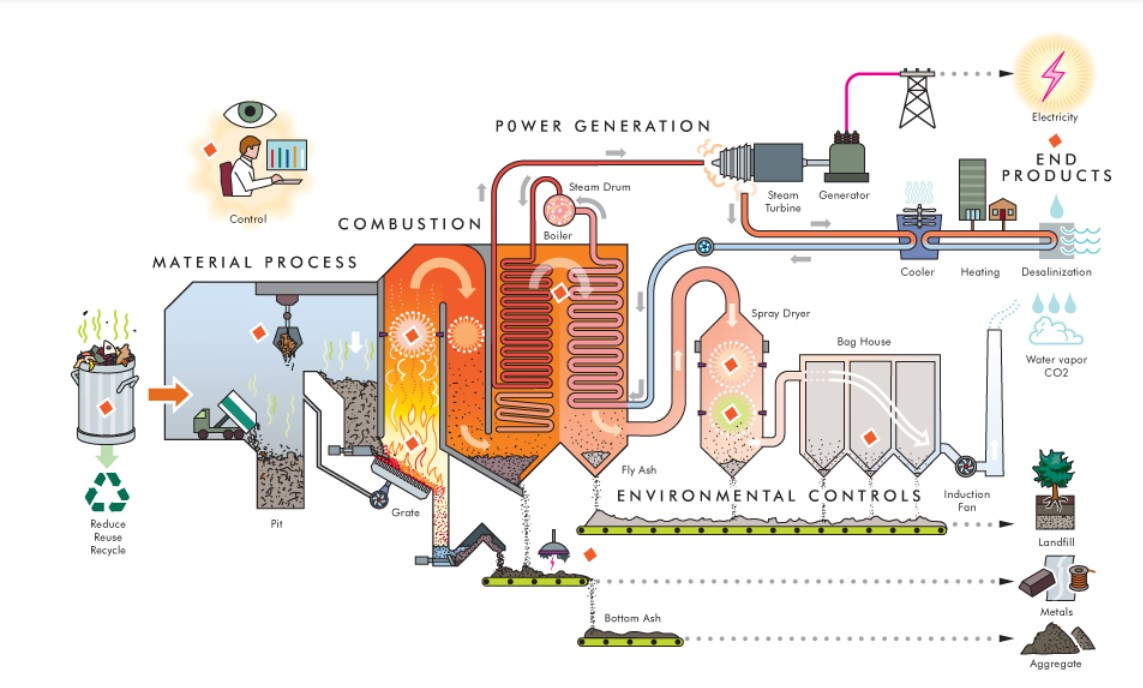 POWER GENERATION
Electricity
END
PRODUCTS
Steam Drum
Steam
Turbine
Generator
Control
COMBUSTION
Boiler
MATERIAL PROCESS
Cooler
Heating
Desalinization
Spray Dryer
Bag House
Water vapor
CO2
Fly Ash
ENVIRONMENTAL CONTROLS
Induction
Fan
Grate
Pit
Reduce
Reuse
Recycle
Landfill
Metals
Bottom Ash
Aggregate